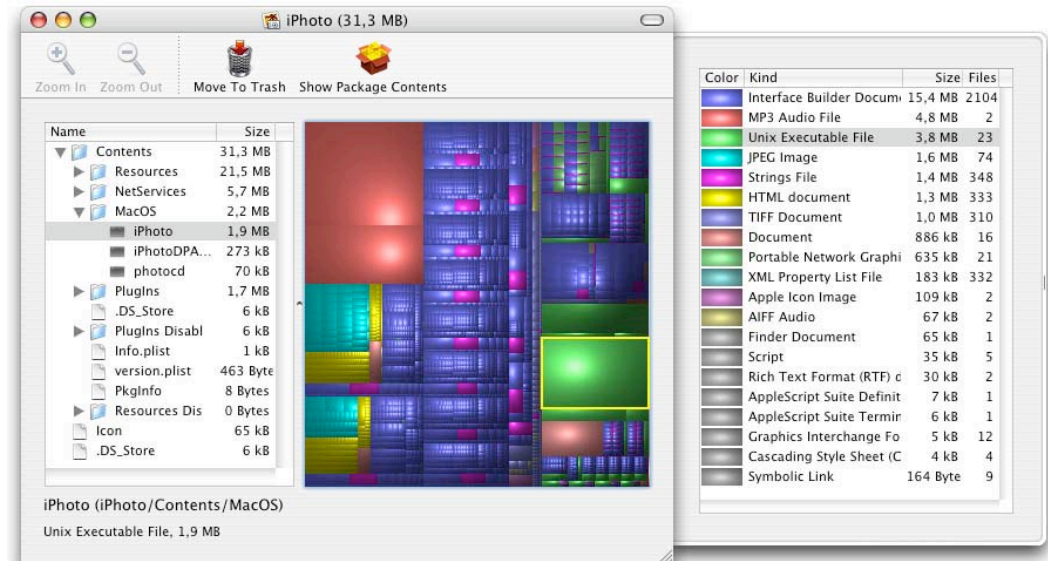 iPhoto (31,3 MB)
Zoom In Zoom Out Move To Trash Show Package Contents
Name Size
Contents 31,3 MB
Resources 21,5 MB
NetServices 5,7 MB
MacOS 2,2 MB
iPhoto 1,9 MB
iPhotoDPA... 273 kB
photocd 70 kB
PlugIns 1,7 MB
.DS_Store 6 kB
PlugIns Disabl 6 kB
Info.plist 1 kB
version.plist 463 Byte
PkgInfo 8 Bytes
Resources Dis 0 Bytes
Icon 65 kB
.DS_Store 6 kB
iPhoto (iPhoto/Contents/MacOS)
Unix Executable File, 1,9 MB
Color Kind Size Files
Interface Builder Docum 15,4 MB 2104
MP3 Audio File 4,8 MB 2
Unix Executable File 3,8 MB 23
JPEG Image 1,6 MB 74
Strings File 1,4 MB 348
HTML document 1,3 MB 333
TIFF Document 1,0 MB 310
Document 886 kB 16
Portable Network Graphi 635 kB 21
XML Property List File 183 kB 332
Apple Icon Image 109 kB 2
AIFF Audio 67 kB 2
Finder Document 65 kB 1
Script 35 kB 5
Rich Text Format (RTF) d 30 kB 2
AppleScript Suite Definit 7 kB 1
AppleScript Suite Termin 6 kB 1
Graphics Interchange Fo 5 kB 12
Cascading Style Sheet (C 4 kB 4
Symbolic Link 164 Byte 9